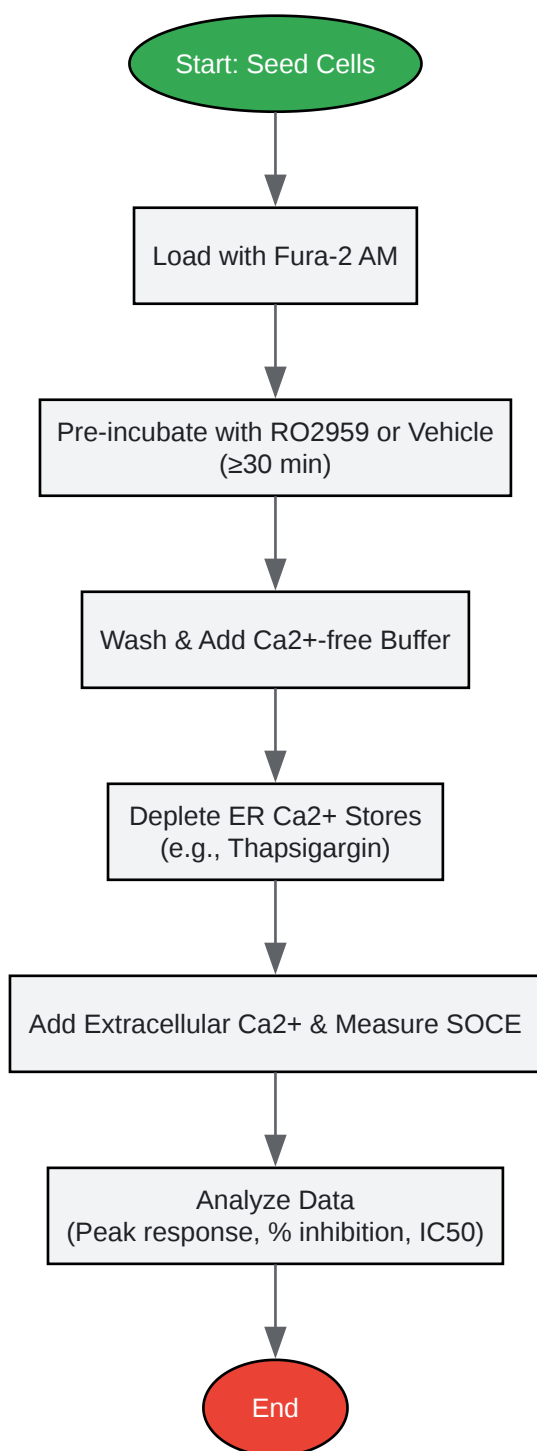 Start: Seed Cells
Load with Fura-2 AM
Pre-incubate with RO2959 or Vehicle
(≥30 min)
Wash & Add Ca2+-free Buffer
Deplete ER Ca2+ Stores
(e.g., Thapsigargin)
Add Extracellular Ca2+ & Measure SOCE
Analyze Data
(Peak response, % inhibition, IC50)
End